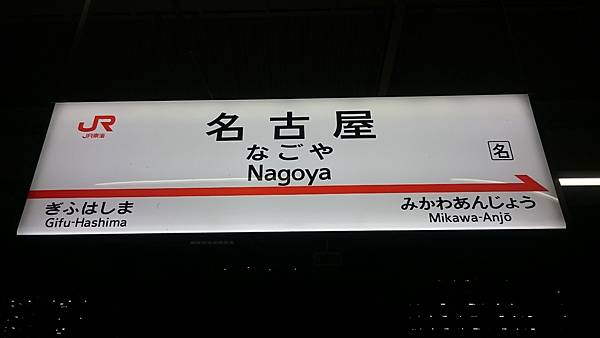 JR
JR東海
名古屋
なごや
Nagoya
名
ぎふはしま
Gifu-Hashima
みかわあんじょう
Mikawa-Anjō